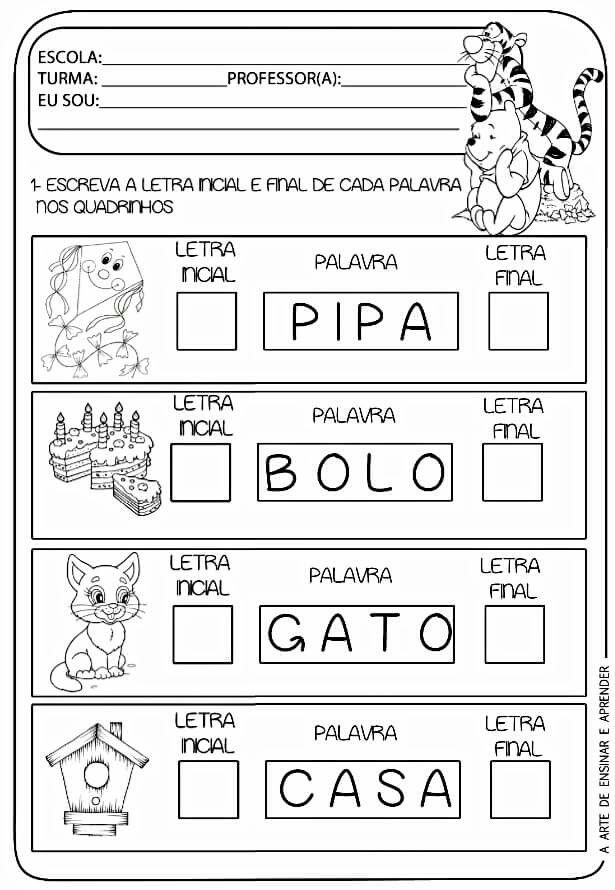 ESCOLA:
TURMA: PROFESSOR(A):
EU SOU:
1- ESCREVA A LETRA INICIAL E FINAL DE CADA PALAVRA
NOS QUADRINHOS
LETRA INICIAL
PALAVRA
LETRA FINAL
PIPA
LETRA INICIAL
PALAVRA
LETRA FINAL
BOLO
LETRA INICIAL
PALAVRA
LETRA FINAL
GATO
LETRA INICIAL
PALAVRA
LETRA FINAL
CASA
A ARTE DE ENSINAR E APRENDER